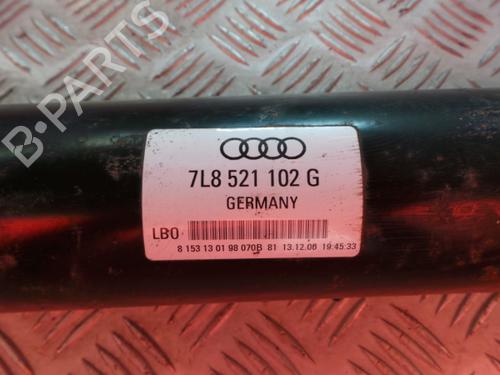 B-PARTS
7L8 521 102 G
GERMANY
LBO
8 153 13 01 98 070B 81 13.12.06 19:45:33